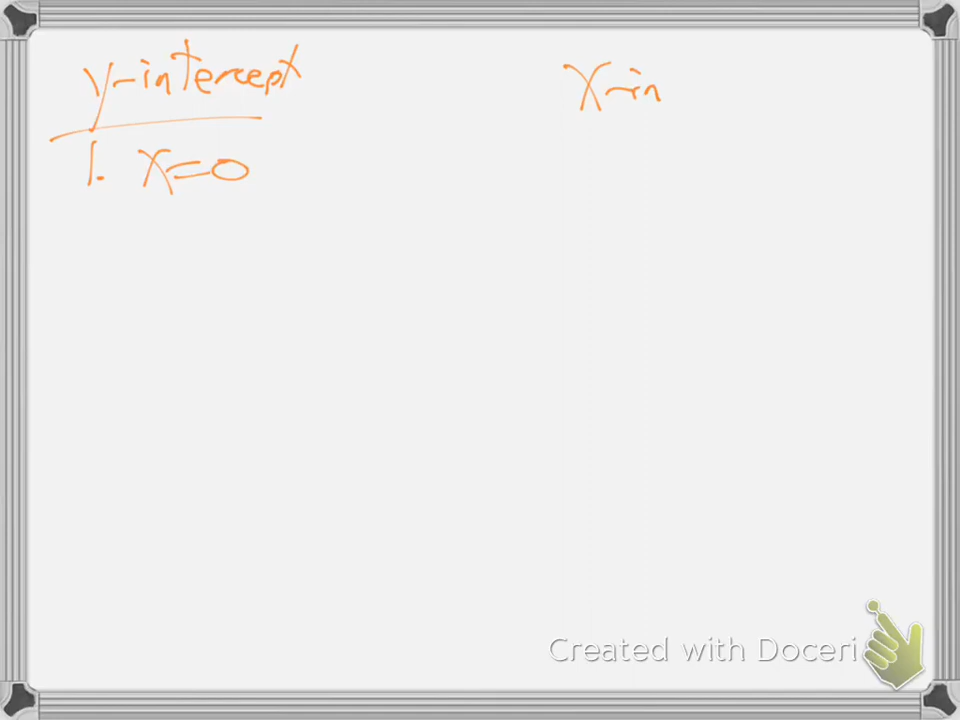 y-intercept
x-in
1. x=0
Created with Doceri